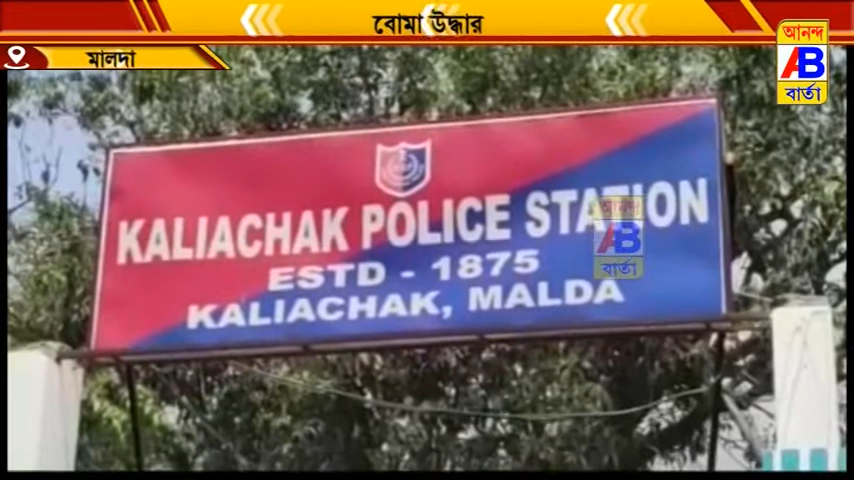 বোমা উদ্ধার
মালদা
আনন্দ
AB
বার্তা
KALIACHAK POLICE STATION
ESTD - 1875
KALIACHAK, MALDA
আনন্দ
AB
বার্তা